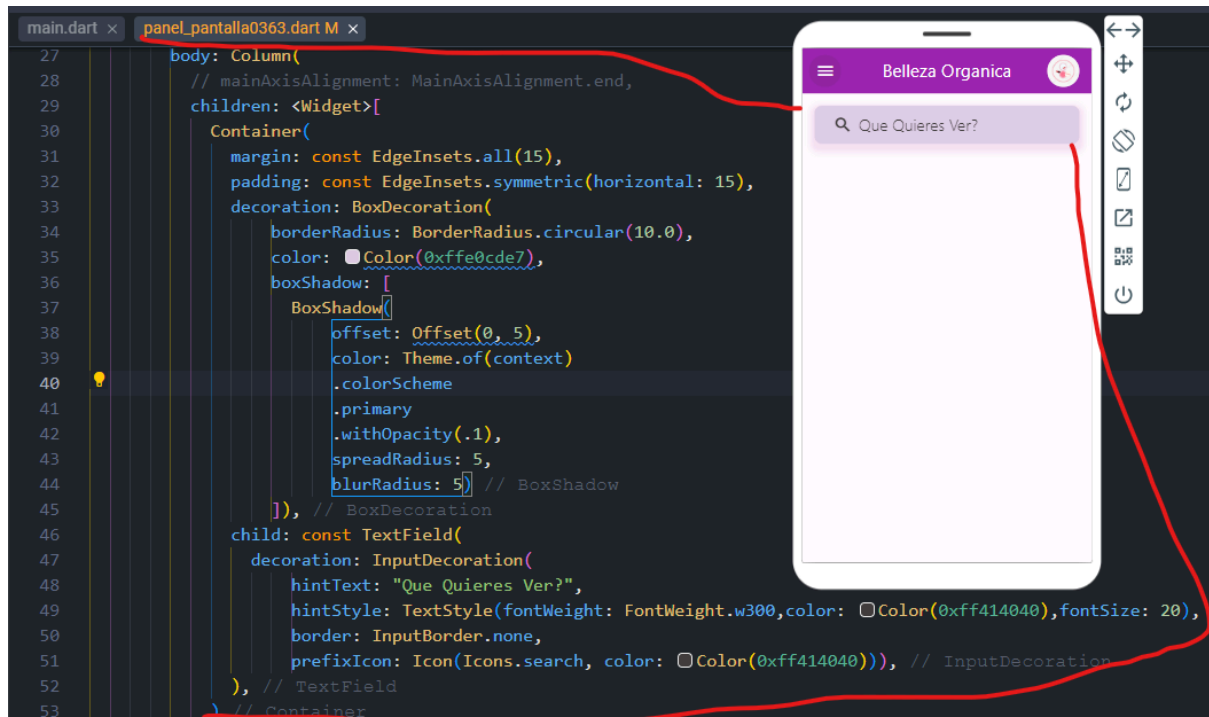 main.dart × panel_pantalla0363.dart M ×
27 body: Column(
28 // mainAxisAlignment: MainAxisAlignment.end,
29 children: <Widget>[
30 Container(
31 margin: const EdgeInsets.all(15),
32 padding: const EdgeInsets.symmetric(horizontal: 15),
33 decoration: BoxDecoration(
34 borderRadius: BorderRadius.circular(10.0),
35 color: Color(0xffe0cde7),
36 boxShadow: [
37 BoxShadow(
38 offset: Offset(0, 5),
39 color: Theme.of(context)
40 .colorScheme
41 .primary
42 .withOpacity(.1),
43 spreadRadius: 5,
44 blurRadius: 5) // BoxShadow
45 ]), // BoxDecoration
46 child: const TextField(
47 decoration: InputDecoration(
48 hintText: "Que Quieres Ver?",
49 hintStyle: TextStyle(fontWeight: FontWeight.w300,color: Color(0xff414040),fontSize: 20),
50 border: InputBorder.none,
51 prefixIcon: Icon(Icons.search, color: Color(0xff414040))), // InputDecoration
52 ), // TextField
53 ) // Container
Belleza Organica
Que Quieres Ver?